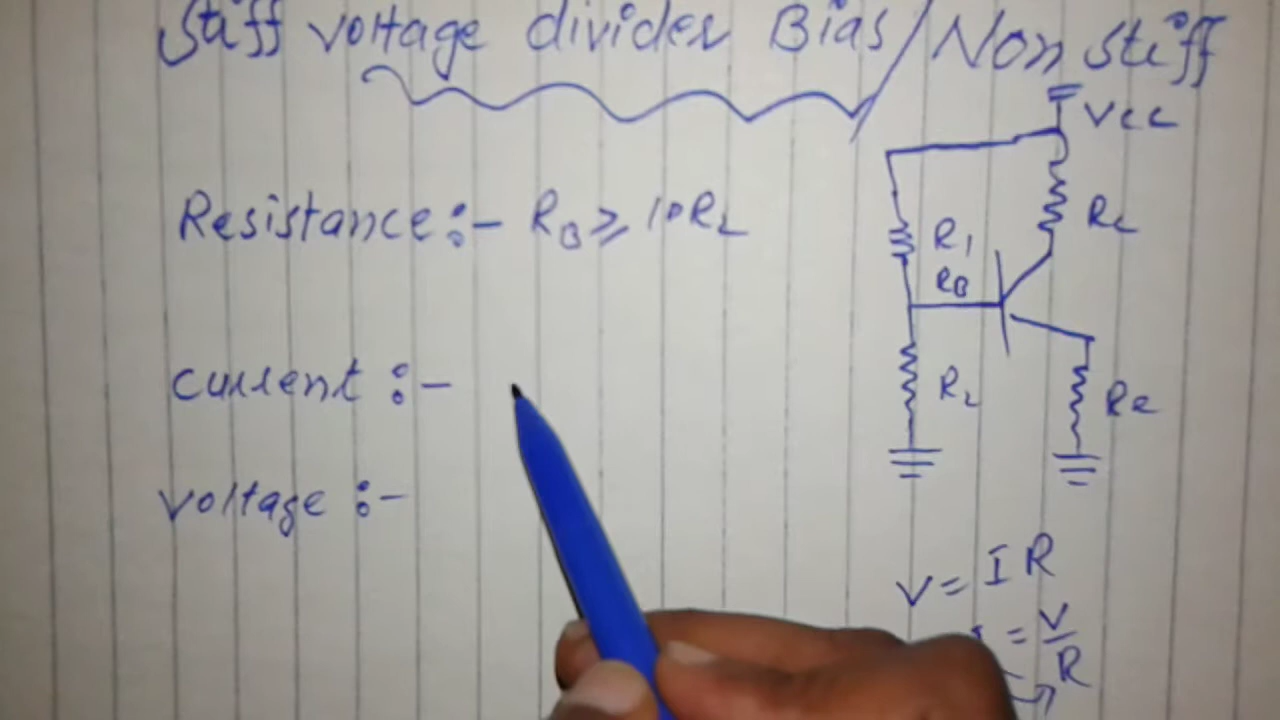 Stiff voltage divider Bias/Non stiff
Vcc
Resistance:- RB ≥ 10R2
RC
R1
RB
Current :-
R2
RE
Voltage :-
V = IR
= V/R